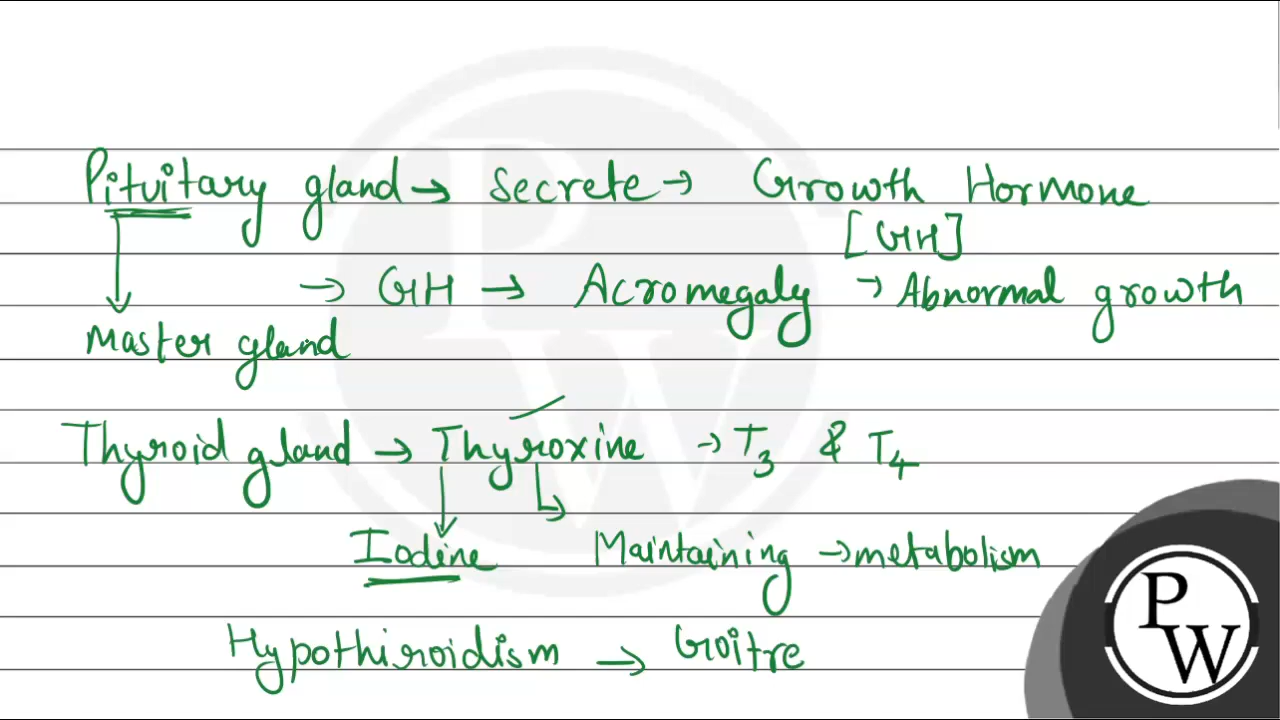 Pituitary gland → secrete → Growth Hormone
[GH]
→ GH → Acromegaly → Abnormal growth
Master gland
Thyroid gland → Thyroxine → T3 & T4
Iodine Maintaining → metabolism
Hypothiroidism → Goitre
P
W
P
W